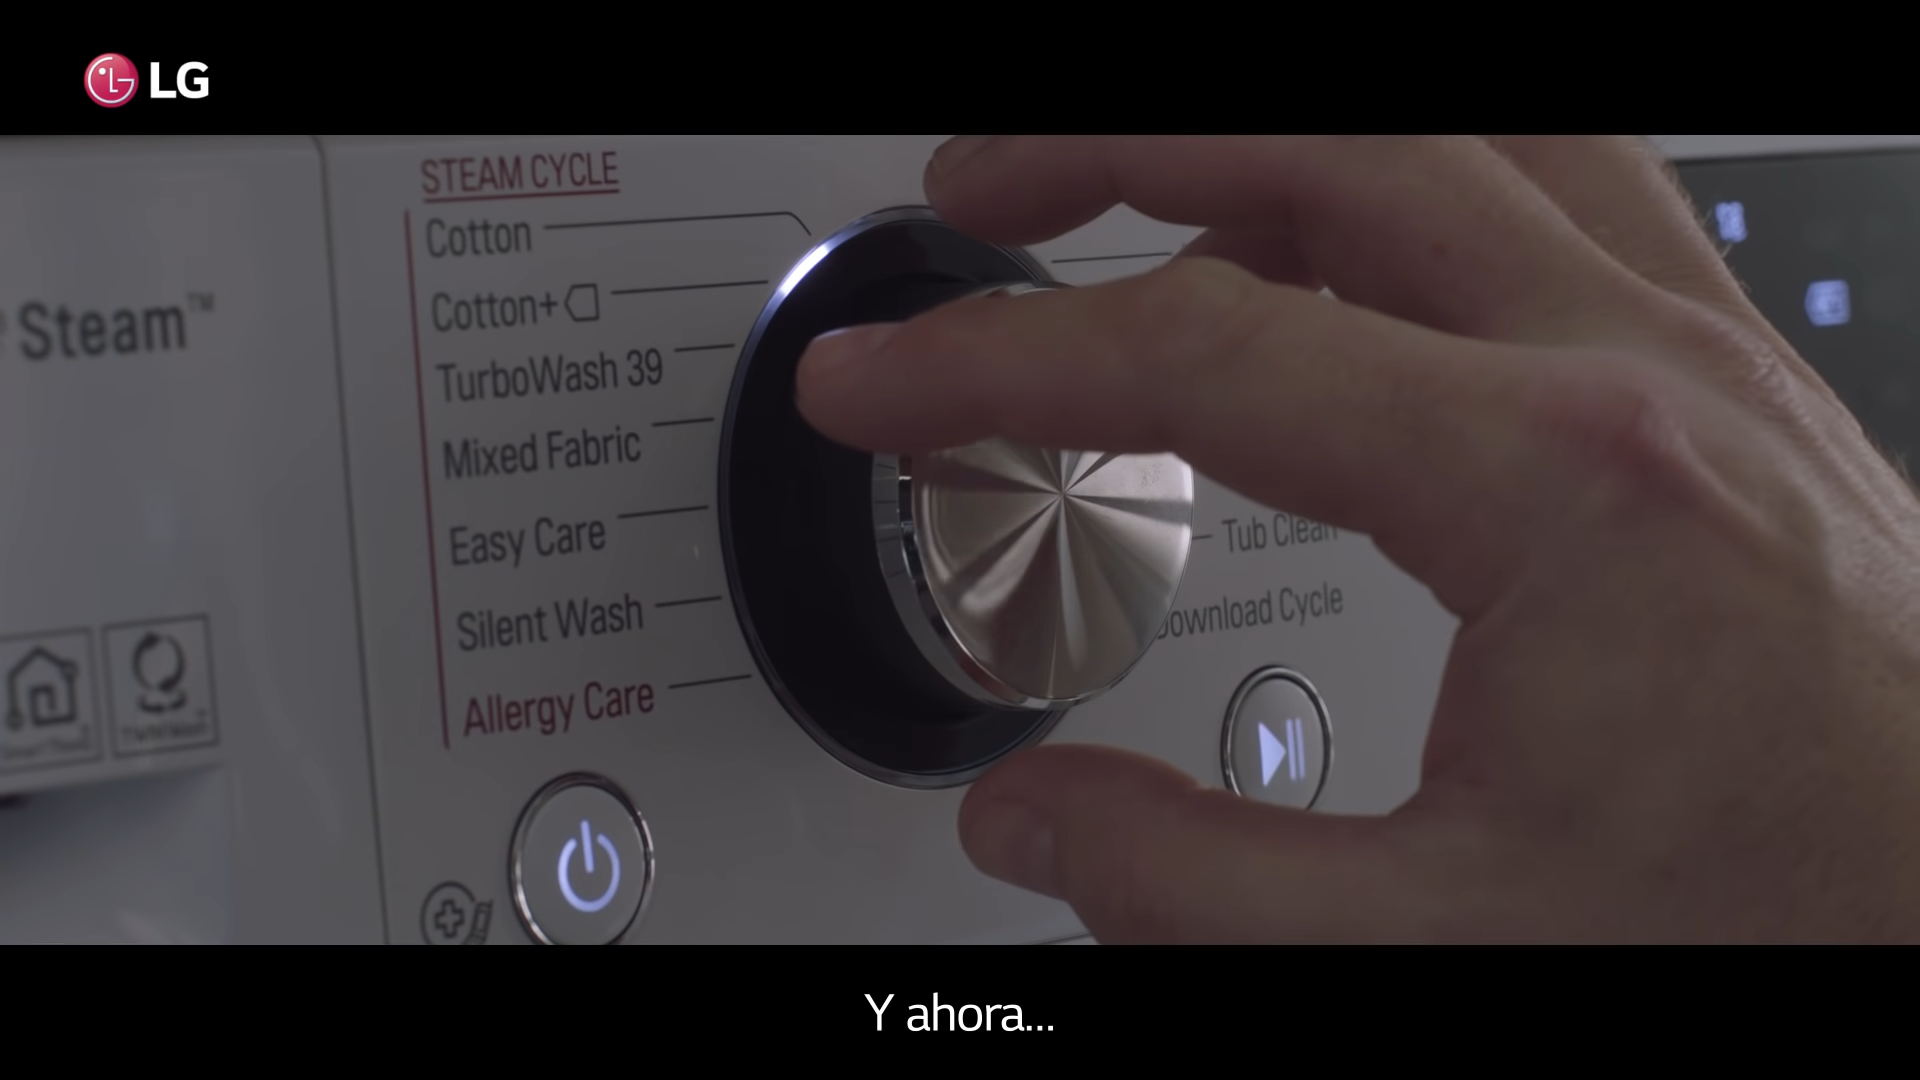 LG
STEAM CYCLE
Cotton
Cotton+
TurboWash 39
Mixed Fabric
Easy Care
Silent Wash
Allergy Care
Steam™
Tub Clean
Download Cycle
Y ahora...